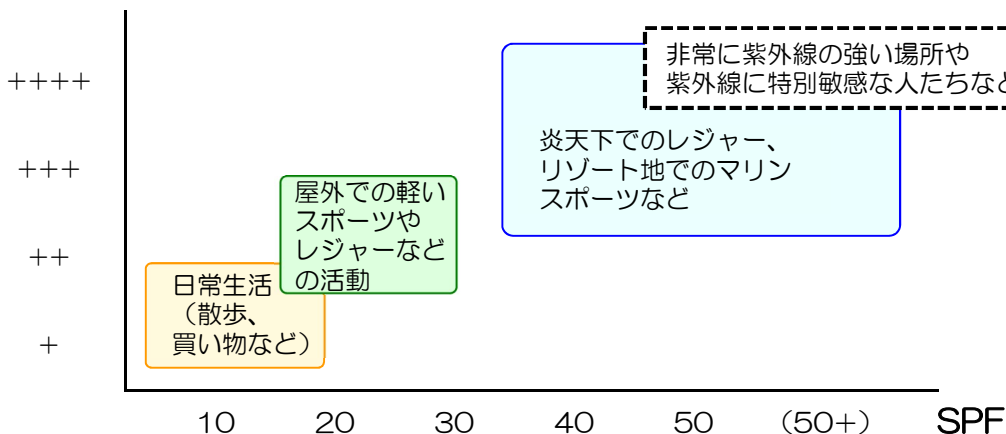 非常に紫外線の強い場所や
紫外線に特別敏感な人たちなど
++++
炎天下でのレジャー、
リゾート地でのマリン
スポーツなど
+++
屋外での軽い
スポーツや
レジャーなど
の活動
++
日常生活
（散歩、
買い物など）
+
10 20 30 40 50 (50+) SPF